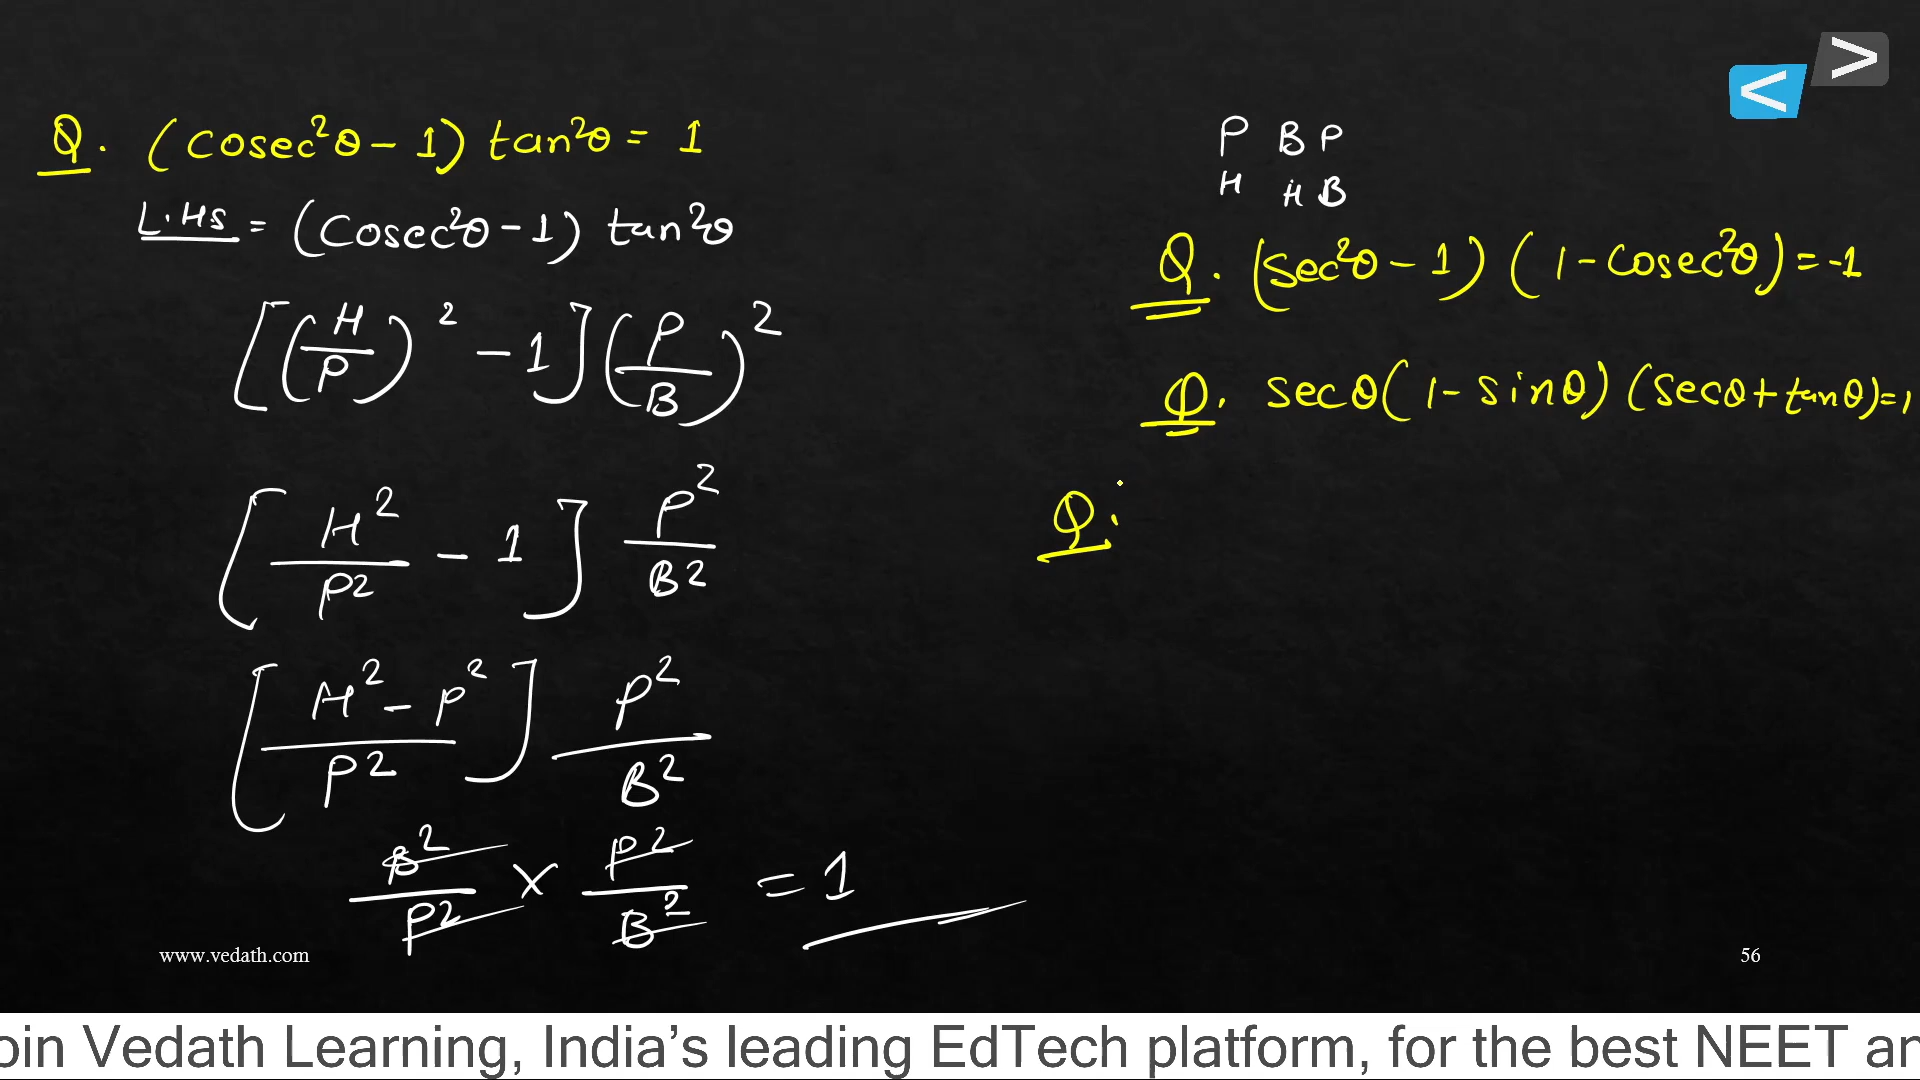 Q. (cosec²θ - 1) tan²θ = 1
L.HS = (Cosec²θ - 1) tan²θ
[(H/P)² - 1] (P/B)²
[H²/P² - 1] P²/B²
[H² - P²/P²] P²/B²
B²/P² × P²/B² = 1
P B P
H H B
Q. (sec²θ - 1) (1 - cosec²θ) = -1
Q. secθ (1 - sinθ) (secθ + tanθ) = 1
Q.
www.vedath.com
56
oin Vedath Learning, India’s leading EdTech platform, for the best NEET an